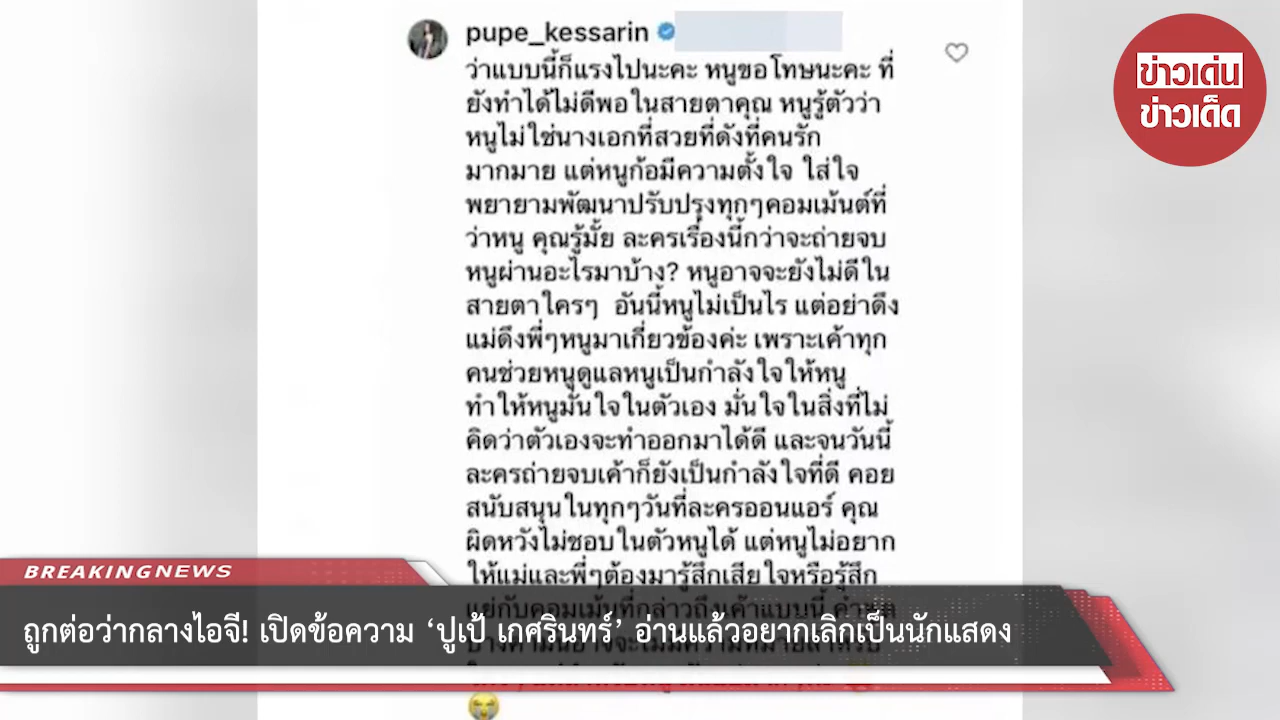 pupe_kessarin
ว่าแบบนี้ก็แรงไปนะคะ หนูขอโทษนะคะ ที่
ยังทำได้ไม่ดีพอในสายตาคุณ หนูรู้ตัวว่า
หนูไม่ใช่นางเอกที่สวยที่ดังที่คนรัก
มากมาย แต่หนูก้อมีความตั้งใจ ใส่ใจ
พยายามพัฒนาปรับปรุงทุกๆคอมเม้นต์ที่
ว่าหนู คุณรู้มั้ย ละครเรื่องนี้กว่าจะถ่ายจบ
หนูผ่านอะไรมาบ้าง? หนูอาจจะยังไม่ดีใน
สายตาใครๆ อันนี้หนูไม่เป็นไร แต่อย่าดึง
แม่ดึงพี่ๆหนูมาเกี่ยวข้องค่ะ เพราะเค้าทุก
คนช่วยหนูดูแลหนูเป็นกำลังใจให้หนู
ทำให้หนูมั่นใจในตัวเอง มั่นใจในสิ่งที่ไม่
คิดว่าตัวเองจะทำออกมาได้ดี และจนวันนี้
ละครถ่ายจบเค้าก็ยังเป็นกำลังใจที่ดี คอย
สนับสนุนในทุกๆวันที่ละครออนแอร์ คุณ
ผิดหวังไม่ชอบในตัวหนูได้ แต่หนูไม่อยาก
ให้แม่และพี่ๆต้องมารู้สึกเสียใจหรือรู้สึก
แย่กับคอมเม้นที่กล่าวถึงเค้าแบบนี้
ข่าวเด่น
ข่าวเด็ด
BREAKINGNEWS
ถูกต่อว่ากลางไอจี! เปิดข้อความ ‘ปูเป้ เกศรินทร์’ อ่านแล้วอยากเลิกเป็นนักแสดง